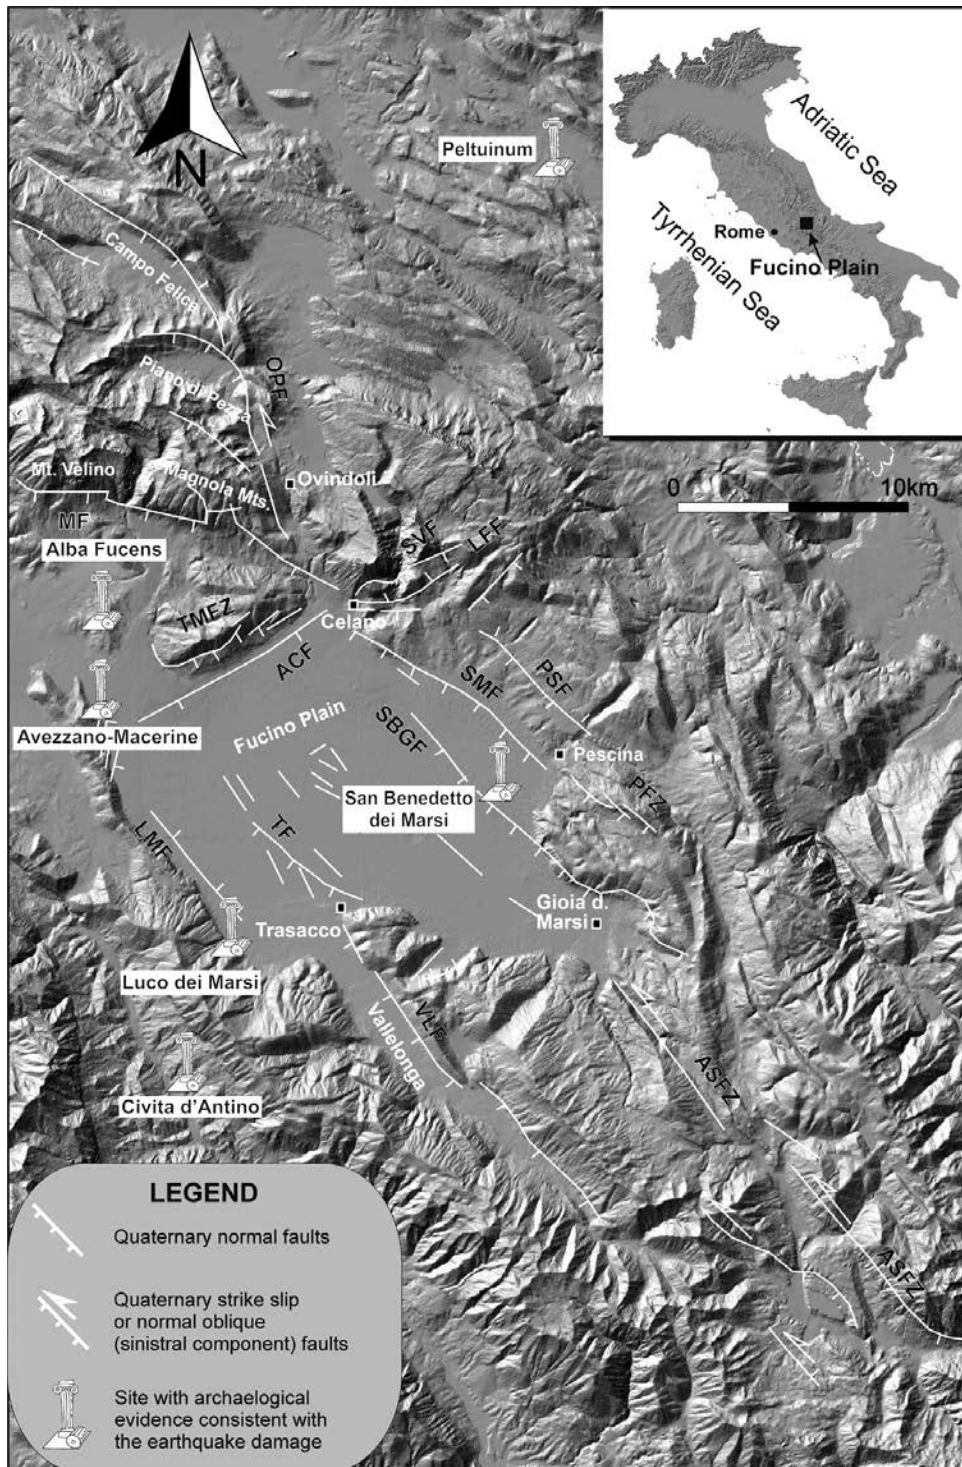 N
Peltuinum
Adriatic Sea
Tyrrhenian Sea
Rome
Fucino Plain
0 10km
Campo Felice
Piano di Pezza
OPF
Mt. Velino
Magnola Mts.
Ovindoli
MF
Alba Fucens
SVF
LFF
TMFZ
Celano
ACF
PSF
SMF
Avezzano-Macerine
Fucino Plain
SBGF
Pescina
San Benedetto
dei Marsi
PFZ
TF
LMF
Gioia d.
Marsi
Trasacco
Luco dei Marsi
Vallelonga
VLF
ASFZ
Civita d'Antino
ASFZ
LEGEND
Quaternary normal faults
Quaternary strike slip
or normal oblique
(sinistral component) faults
Site with archaelogical
evidence consistent with
the earthquake damage